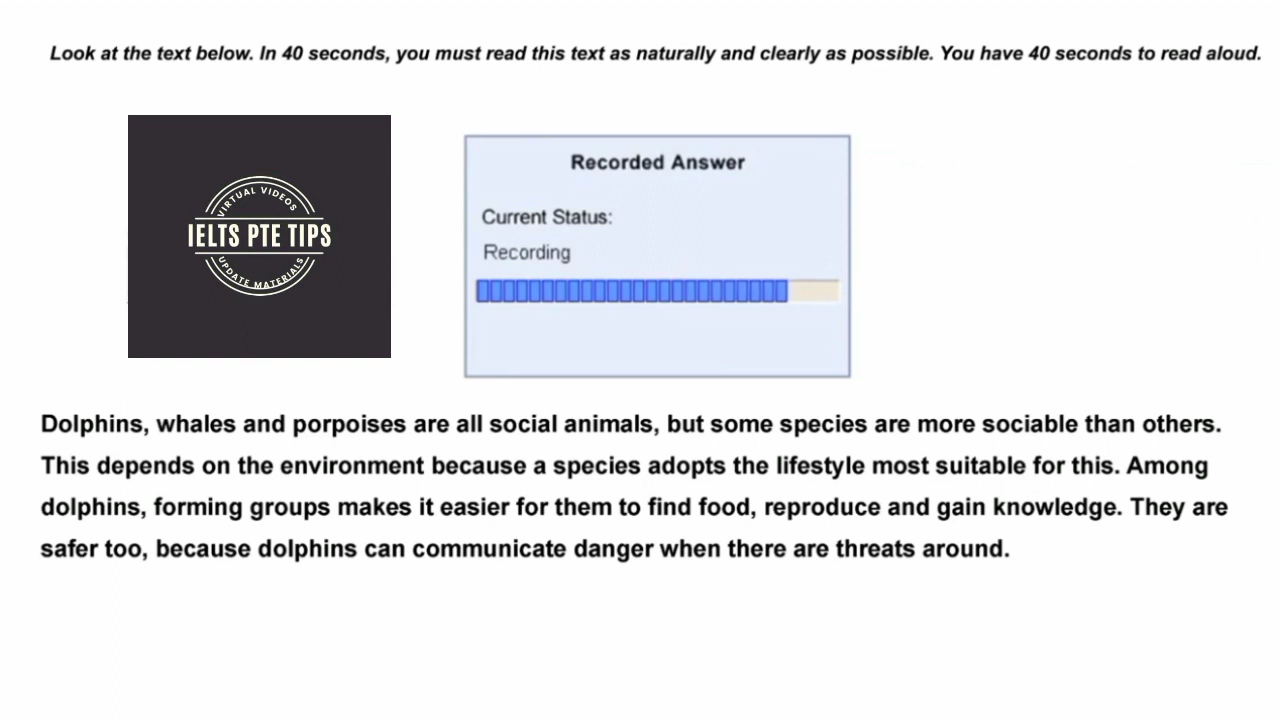 Look at the text below. In 40 seconds, you must read this text as naturally and clearly as possible. You have 40 seconds to read aloud.
VIRTUAL VIDEOS
IELTS PTE TIPS
UPDATE MATERIALS
Recorded Answer
Current Status:
Recording
Dolphins, whales and porpoises are all social animals, but some species are more sociable than others.
This depends on the environment because a species adopts the lifestyle most suitable for this. Among
dolphins, forming groups makes it easier for them to find food, reproduce and gain knowledge. They are
safer too, because dolphins can communicate danger when there are threats around.